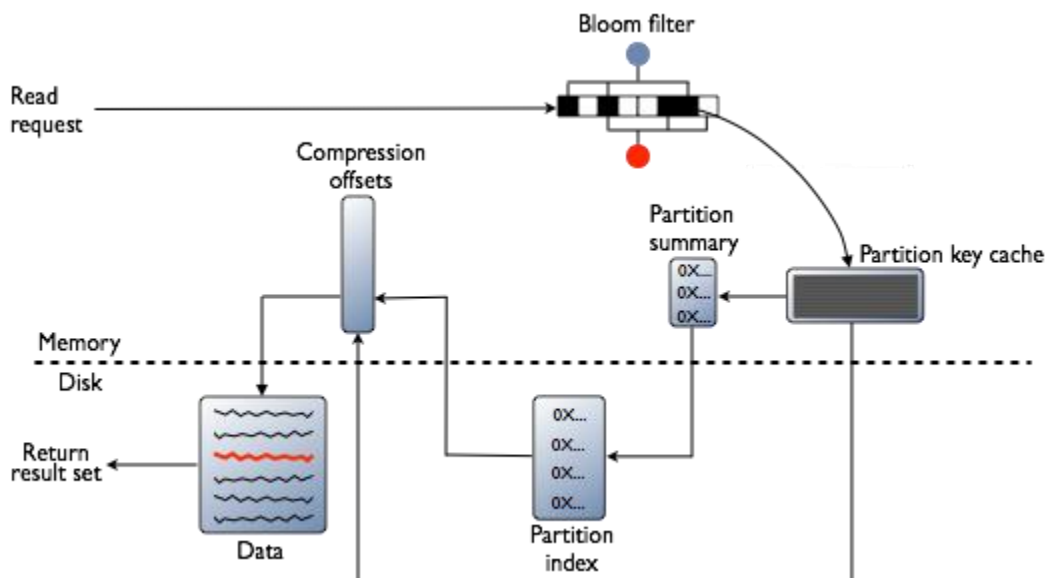 Bloom filter
Read
request
Compression
offsets
Partition
summary
Partition key cache
0X...
0X...
0X...
Memory
Disk
0X...
0X...
0X...
0X...
Return
result set
Data
Partition
index